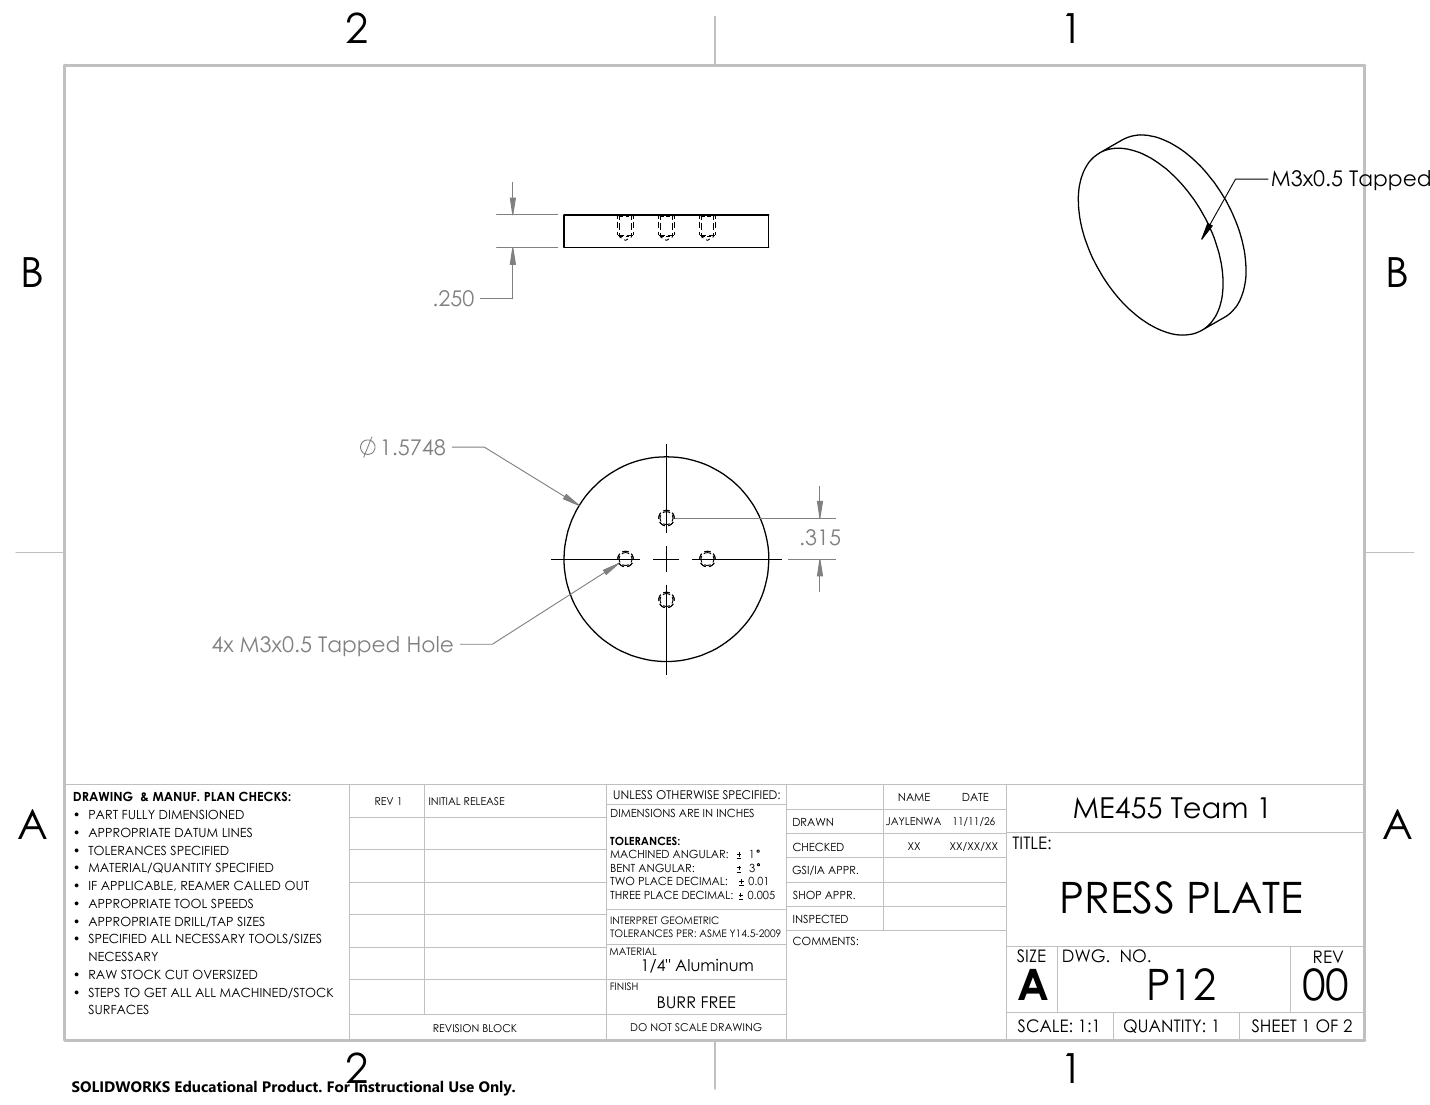 2
1
M3x0.5 Tapped
B
B
.250
Ø1.5748
.315
4x M3x0.5 Tapped Hole
A
A
DRAWING & MANUF. PLAN CHECKS:
• PART FULLY DIMENSIONED
• APPROPRIATE DATUM LINES
• TOLERANCES SPECIFIED
• MATERIAL/QUANTITY SPECIFIED
• IF APPLICABLE, REAMER CALLED OUT
• APPROPRIATE TOOL SPEEDS
• APPROPRIATE DRILL/TAP SIZES
• SPECIFIED ALL NECESSARY TOOLS/SIZES
NECESSARY
• RAW STOCK CUT OVERSIZED
• STEPS TO GET ALL ALL MACHINED/STOCK
SURFACES
REV 1 INITIAL RELEASE
REVISION BLOCK
UNLESS OTHERWISE SPECIFIED:
DIMENSIONS ARE IN INCHES
TOLERANCES:
MACHINED ANGULAR: ± 1°
BENT ANGULAR: ± 3°
TWO PLACE DECIMAL: ± 0.01
THREE PLACE DECIMAL: ± 0.005
INTERPRET GEOMETRIC
TOLERANCES PER: ASME Y14.5-2009
MATERIAL
1/4" Aluminum
FINISH
BURR FREE
DO NOT SCALE DRAWING
NAME DATE
DRAWN JAYLENWA 11/11/26
CHECKED XX XX/XX/XX
GSI/IA APPR.
SHOP APPR.
INSPECTED
COMMENTS:
ME455 Team 1
TITLE:
PRESS PLATE
SIZE DWG. NO. REV
A P12 00
SCALE: 1:1 QUANTITY: 1 SHEET 1 OF 2
2
1
SOLIDWORKS Educational Product. For Instructional Use Only.